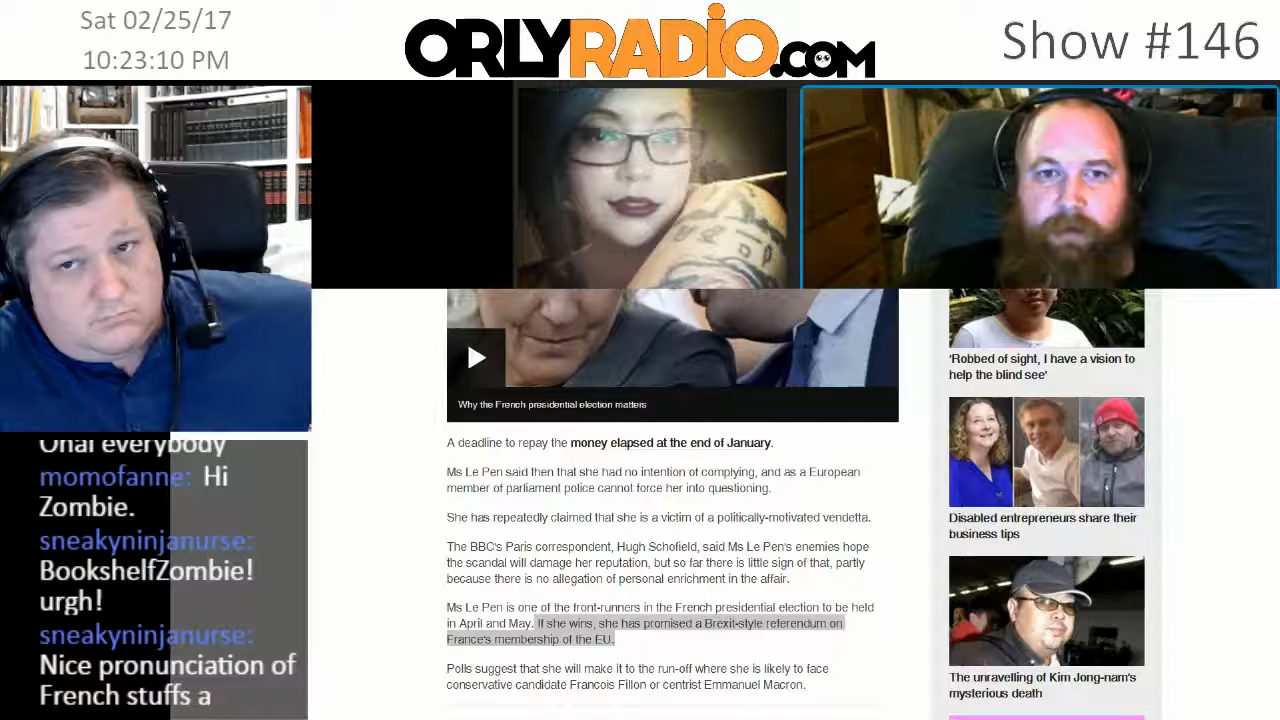 Sat 02/25/17
10:23:10 PM
ORLYRADIO.COM
Show #146
Ohai everybody
momofanne: Hi
Zombie.
sneakyninjanurse:
BookshelfZombie!
urgh!
sneakyninjanurse:
Nice pronunciation of
French stuffs a
Why the French presidential election matters
A deadline to repay the money elapsed at the end of January.
Ms Le Pen said then that she had no intention of complying, and as a European
member of parliament police cannot force her into questioning.
She has repeatedly claimed that she is a victim of a politically-motivated vendetta.
The BBC's Paris correspondent, Hugh Schofield, said Ms Le Pen's enemies hope
the scandal will damage her reputation, but so far there is little sign of that, partly
because there is no allegation of personal enrichment in the affair.
Ms Le Pen is one of the front-runners in the French presidential election to be held
in April and May. If she wins, she has promised a Brexit-style referendum on
France's membership of the EU.
Polls suggest that she will make it to the run-off where she is likely to face
conservative candidate Francois Fillon or centrist Emmanuel Macron.
'Robbed of sight, I have a vision to
help the blind see'
Disabled entrepreneurs share their
business tips
The unravelling of Kim Jong-nam's
mysterious death